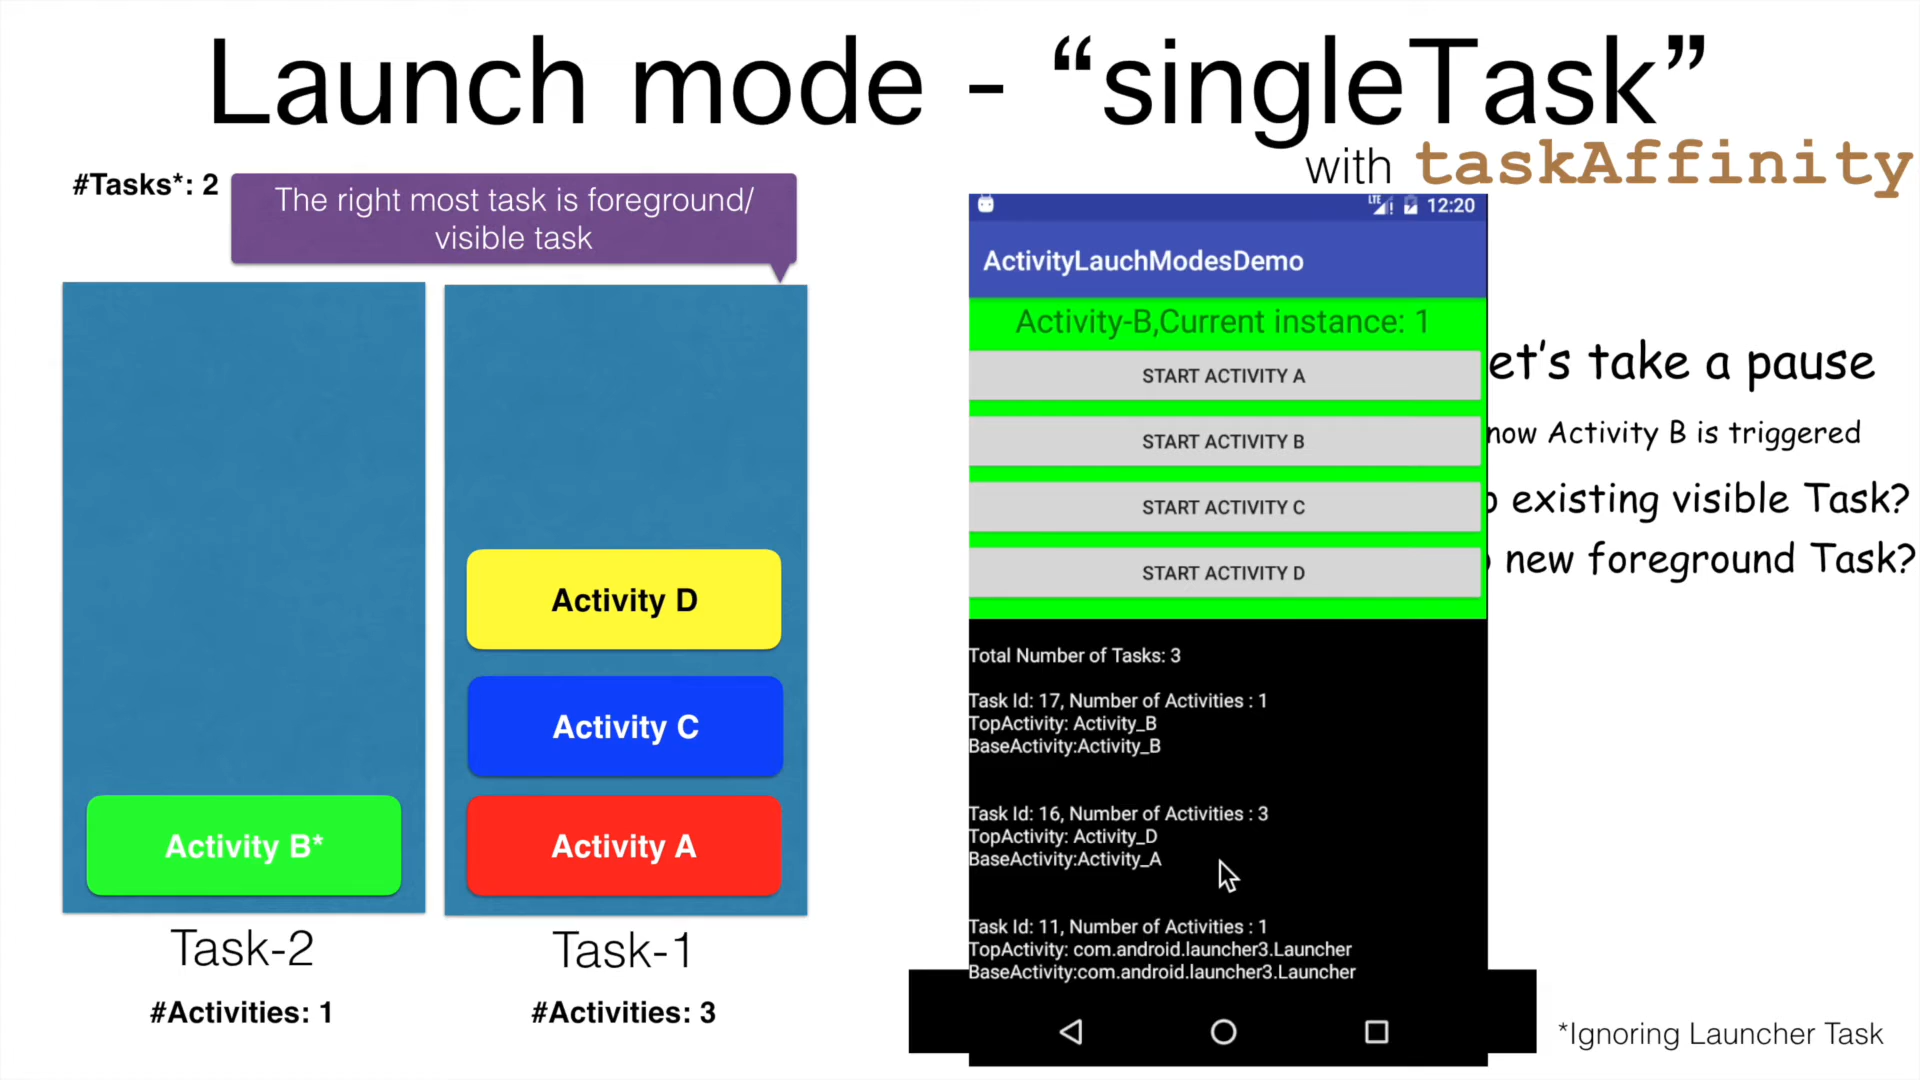 Launch mode - “singleTask”
with taskAffinity
#Tasks*: 2
The right most task is foreground/
visible task
Activity B*
Task-2
#Activities: 1
Activity D
Activity C
Activity A
Task-1
#Activities: 3
LTE
12:20
ActivityLauchModesDemo
Activity-B,Current instance: 1
START ACTIVITY A
START ACTIVITY B
START ACTIVITY C
START ACTIVITY D
Total Number of Tasks: 3
Task Id: 17, Number of Activities : 1
TopActivity: Activity_B
BaseActivity:Activity_B
Task Id: 16, Number of Activities : 3
TopActivity: Activity_D
BaseActivity:Activity_A
Task Id: 11, Number of Activities : 1
TopActivity: com.android.launcher3.Launcher
BaseActivity:com.android.launcher3.Launcher
et’s take a pause
now Activity B is triggered
existing visible Task?
new foreground Task?
*Ignoring Launcher Task